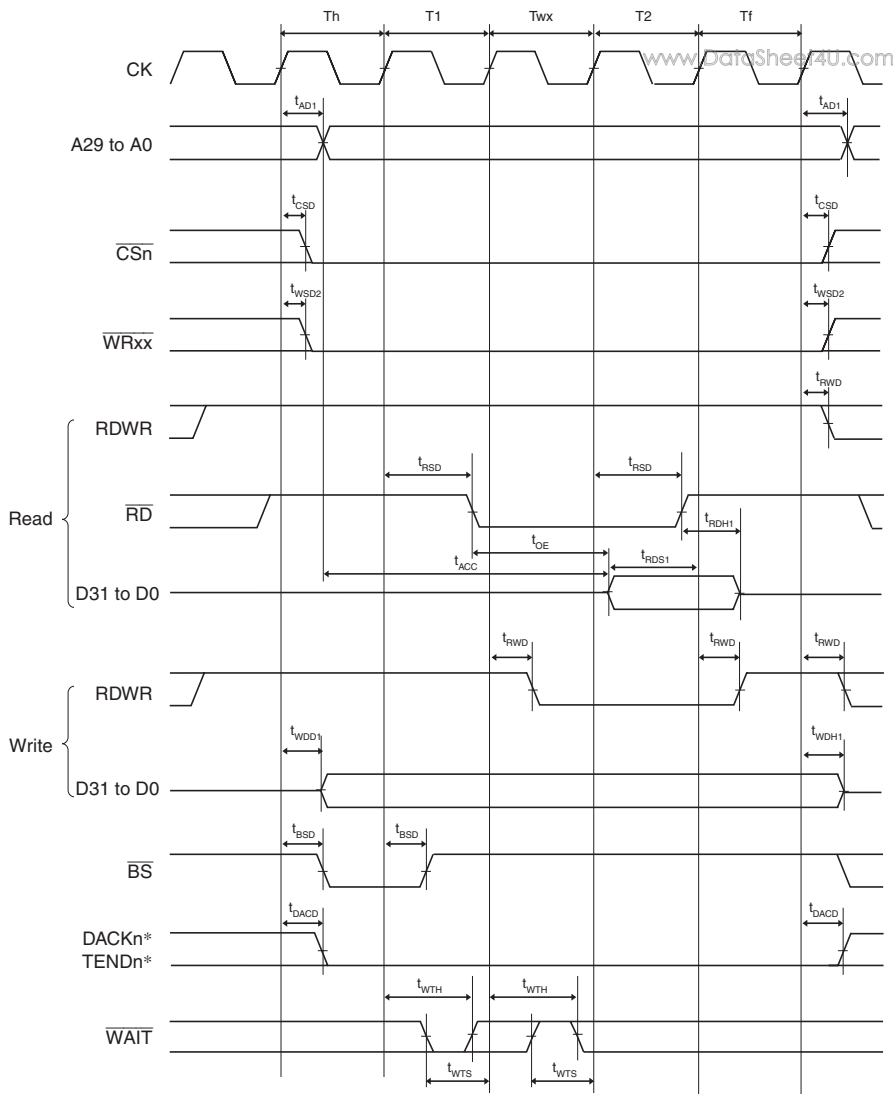 Th T1 Twx T2 Tf
www.DataSheet4U.com
CK
tAD1 tAD1
A29 to A0
tCSD tCSD
CSn
tWSD2 tWSD2
WRxx
tRWD
Read
RDWR
tRSD tRSD
RD
tRDH1
tOE
tACC tRDS1
D31 to D0
tRWD tRWD tRWD
Write
RDWR
tWDD1 tWDH1
D31 to D0
tBSD tBSD
BS
tDACD tDACD
DACKn*
TENDn*
tWTH tWTH
WAIT
tWTS tWTS